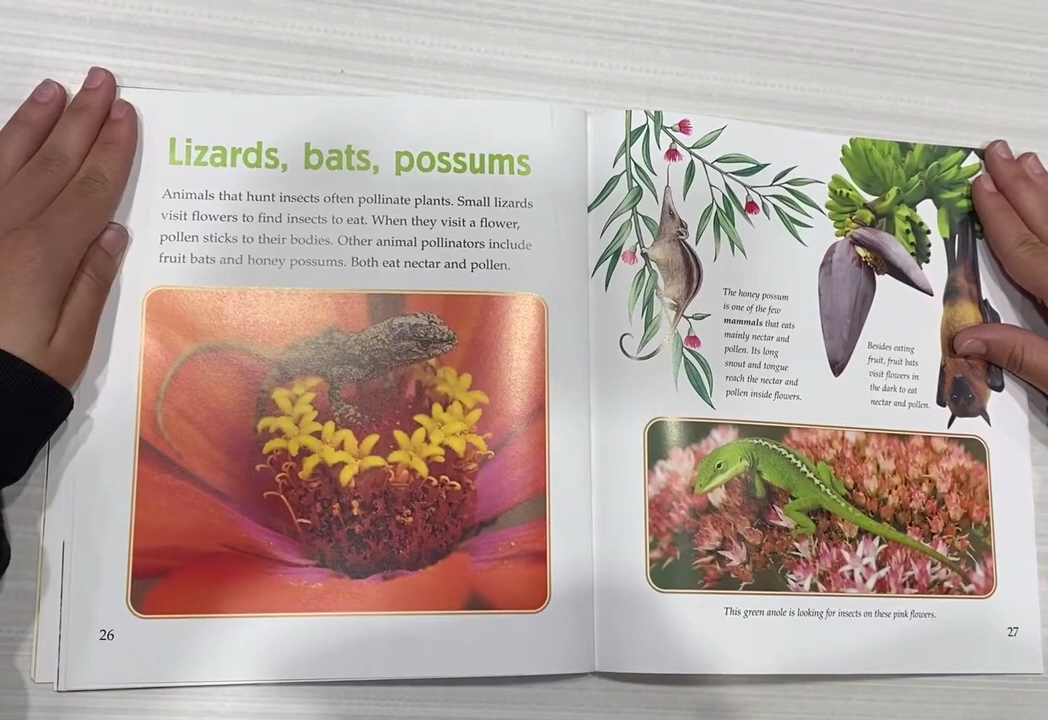 Lizards, bats, possums
Animals that hunt insects often pollinate plants. Small lizards
visit flowers to find insects to eat. When they visit a flower,
pollen sticks to their bodies. Other animal pollinators include
fruit bats and honey possums. Both eat nectar and pollen.
26
The honey possum
is one of the few
mammals that eats
mainly nectar and
pollen. Its long
snout and tongue
reach the nectar and
pollen inside flowers.
Besides eating
fruit, fruit bats
visit flowers in
the dark to eat
nectar and pollen.
This green anole is looking for insects on these pink flowers.
27